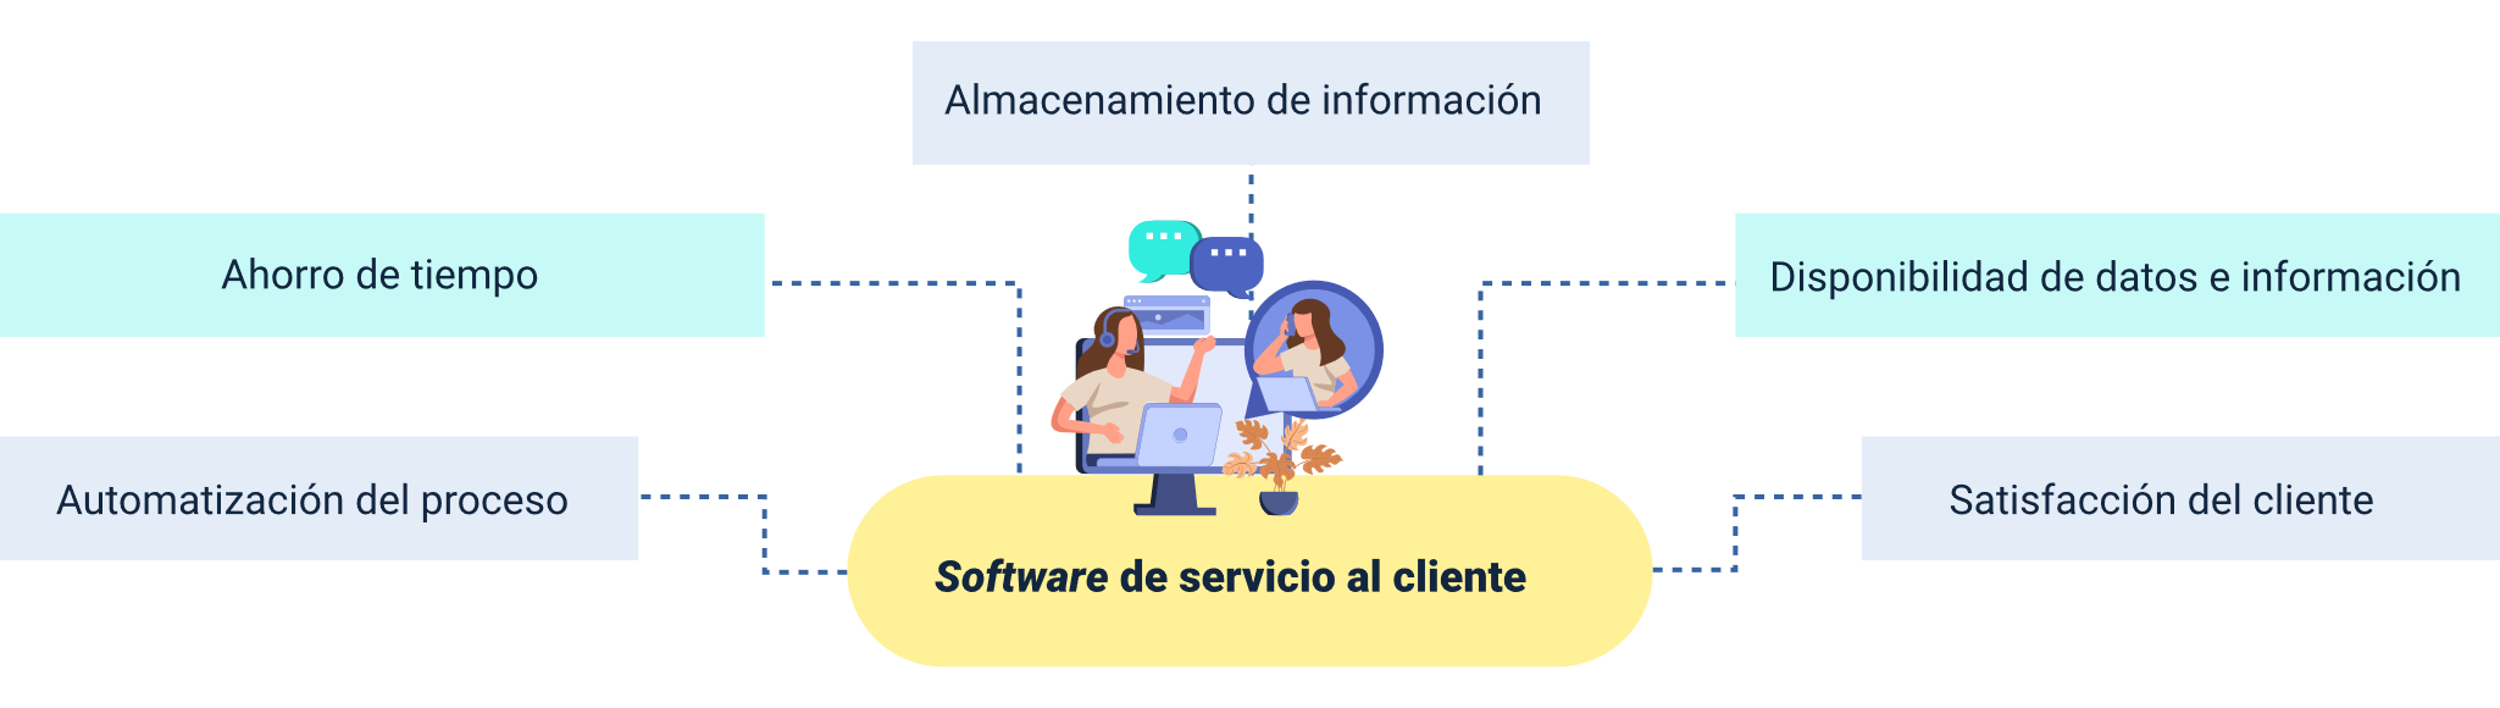 Almacenamiento de información
Ahorro de tiempo
Disponibilidad de datos e información
Automatización del proceso
Satisfacción del cliente
Software de servicio al cliente